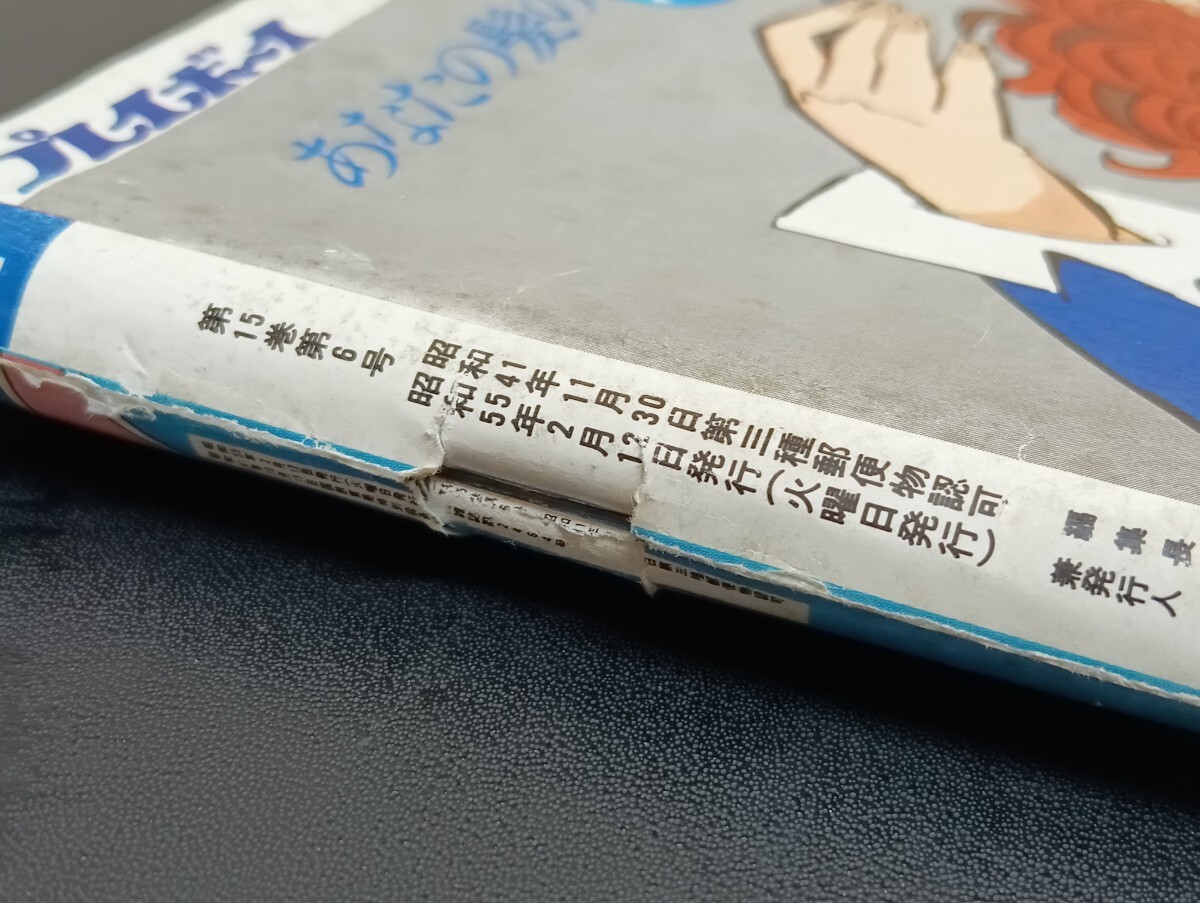 プレイボーイ
あなたの髪の
第15巻第6号
昭和41年11月30日第三種郵便物認可
昭和55年2月12日発行(火曜日発行)
編集長
兼発行人